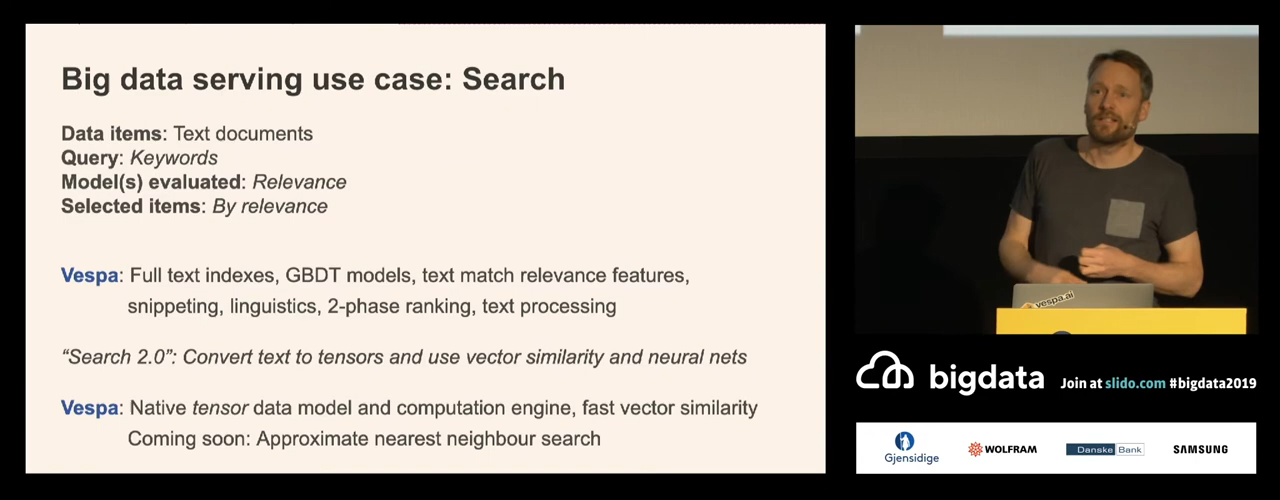 Big data serving use case: Search
Data items: Text documents
Query: Keywords
Model(s) evaluated: Relevance
Selected items: By relevance
Vespa: Full text indexes, GBDT models, text match relevance features,
snippeting, linguistics, 2-phase ranking, text processing
“Search 2.0”: Convert text to tensors and use vector similarity and neural nets
Vespa: Native tensor data model and computation engine, fast vector similarity
Coming soon: Approximate nearest neighbour search
vespa.ai
bigdata
Join at slido.com #bigdata2019
Gjensidige
WOLFRAM
Danske Bank
SAMSUNG